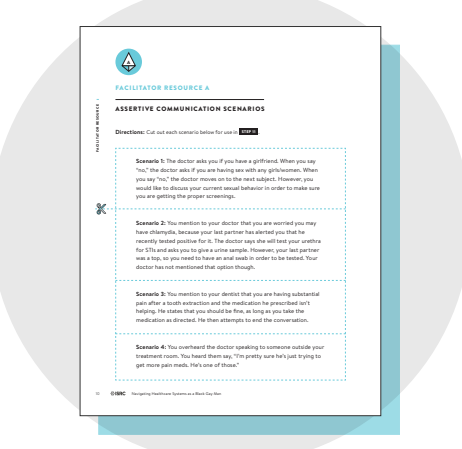 FACILITATOR RESOURCE A
ASSERTIVE COMMUNICATION SCENARIOS
FACILITATOR RESOURCE
Directions: Cut out each scenario below for use in STEP 11
Scenario 1: The doctor asks you if you have a girlfriend. When you say
"no," the doctor asks if you are having sex with any girls/women. When
you say "no," the doctor moves on to the next subject. However, you
would like to discuss your current sexual behavior in order to make sure
you are getting the proper screenings.
Scenario 2: You mention to your doctor that you are worried you may
have chlamydia, because your last partner has alerted you that he
recently tested positive for it. The doctor says she will test your urethra
for STIs and asks you to give a urine sample. However, your last partner
was a top, so you need to have an anal swab in order to be tested. Your
doctor has not mentioned that option though.
Scenario 3: You mention to your dentist that you are having substantial
pain after a tooth extraction and the medication he prescribed isn't
helping. He states that you should be fine, as long as you take the
medication as directed. He then attempts to end the conversation.
Scenario 4: You overheard the doctor speaking to someone outside your
treatment room. You heard them say, "I'm pretty sure he's just trying to
get more pain meds. He's one of those."
Navigating Healthcare Systems as a Black Gay Man